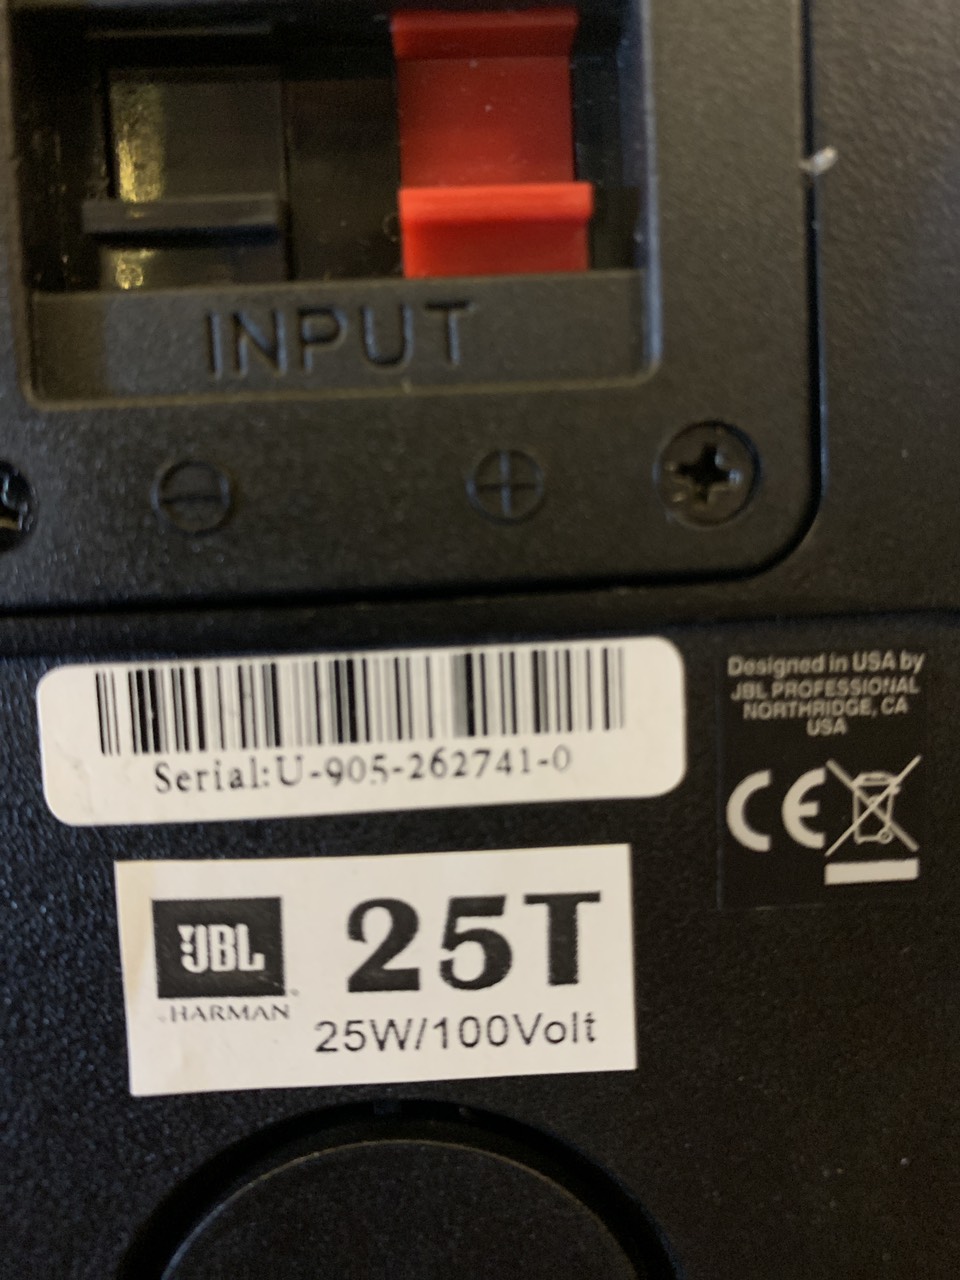 INPUT
Serial:U-905-262741-0
Designed in USA by
JBL PROFESSIONAL
NORTHRIDGE, CA
USA
CE
JBL
HARMAN
25T
25W/100Volt